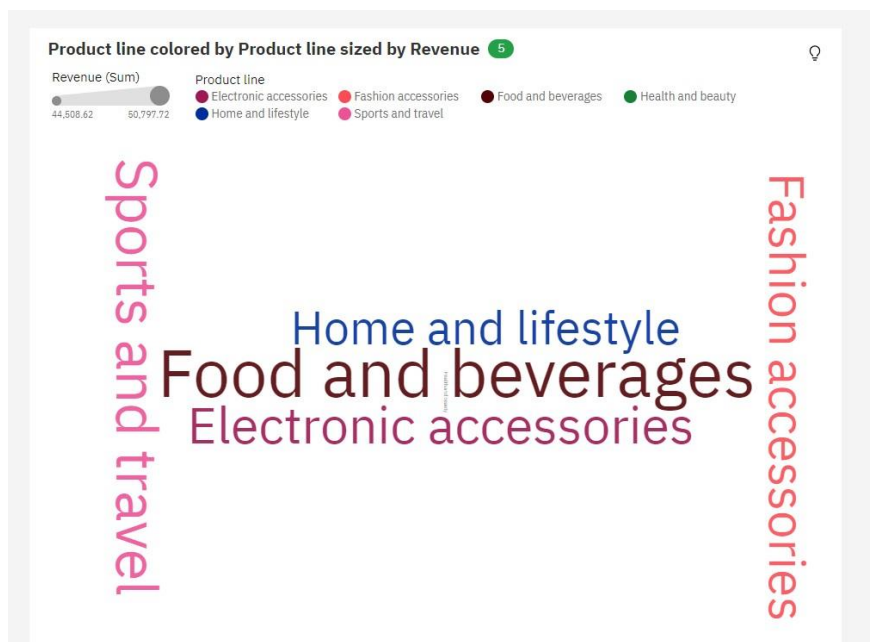 Product line colored by Product line sized by Revenue 5
Revenue (Sum)
44,508.62 50,797.72
Product line
Electronic accessories Fashion accessories Food and beverages Health and beauty
Home and lifestyle Sports and travel
Sports and travel
Home and lifestyle
Food and beverages
Electronic accessories
Fashion accessories